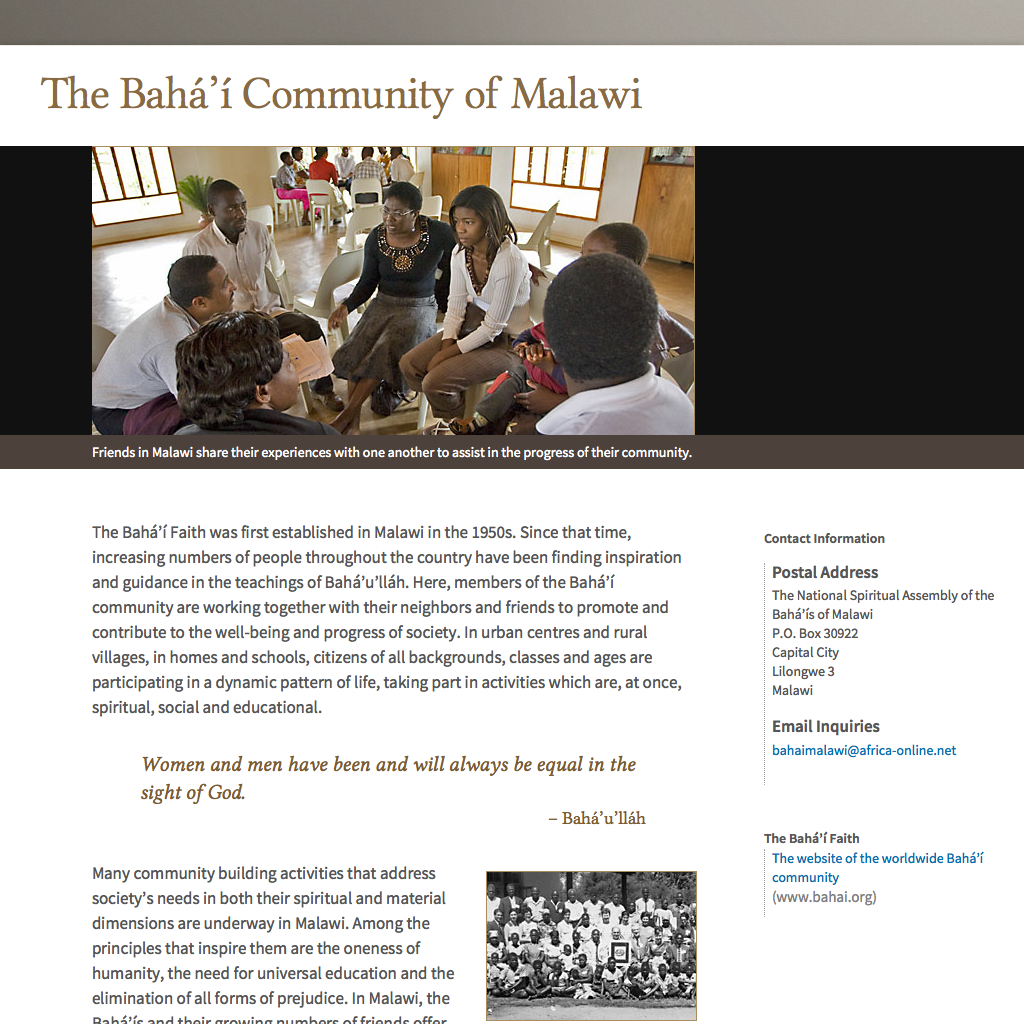 The Bahá’í Community of Malawi
Friends in Malawi share their experiences with one another to assist in the progress of their community.
The Bahá’í Faith was first established in Malawi in the 1950s. Since that time,
increasing numbers of people throughout the country have been finding inspiration
and guidance in the teachings of Bahá’u’lláh. Here, members of the Bahá’í
community are working together with their neighbors and friends to promote and
contribute to the well-being and progress of society. In urban centres and rural
villages, in homes and schools, citizens of all backgrounds, classes and ages are
participating in a dynamic pattern of life, taking part in activities which are, at once,
spiritual, social and educational.
Women and men have been and will always be equal in the
sight of God.
– Bahá’u’lláh
Many community building activities that address
society’s needs in both their spiritual and material
dimensions are underway in Malawi. Among the
principles that inspire them are the oneness of
humanity, the need for universal education and the
elimination of all forms of prejudice. In Malawi, the
Bahá’ís and their growing numbers of friends offer
Contact Information
Postal Address
The National Spiritual Assembly of the
Bahá’ís of Malawi
P.O. Box 30922
Capital City
Lilongwe 3
Malawi
Email Inquiries
bahaimalawi@africa-online.net
The Bahá’í Faith
The website of the worldwide Bahá’í
community
(www.bahai.org)